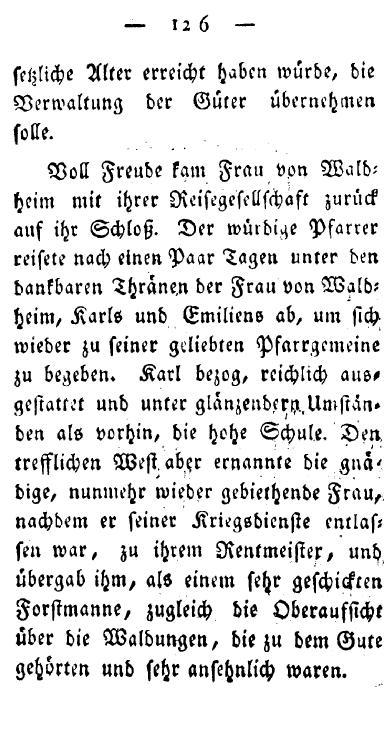 — 126 —
ſetzliche Alter erreicht haben würde, die
Verwaltung der Güter übernehmen
ſolle.
Voll Freude kam Frau von Wald⸗
heim mit ihrer Reiſegeſellſchaft zurück
auf ihr Schloß. Der würdige Pfarrer
reiſete nach einen Paar Tagen unter den
dankbaren Thränen der Frau von Wald⸗
heim, Karls und Emiliens ab, um ſich
wieder zu ſeiner geliebten Pfarrgemeine
zu begeben. Karl bezog, reichlich aus⸗
geſtattet und unter glänzendern Umſtän⸗
den als vorhin, die hohe Schule. Den
trefflichen Weſt aber ernannte die gnä⸗
dige, nunmehr wieder gebiethende Frau,
nachdem er ſeiner Kriegsdienſte entlaſ⸗
ſen war, zu ihrem Rentmeiſter, und
übergab ihm, als einem ſehr geſchickten
Forſtmanne, zugleich die Oberaufſicht
über die Waldungen, die zu dem Gute
gehörten und ſehr anſehnlich waren.